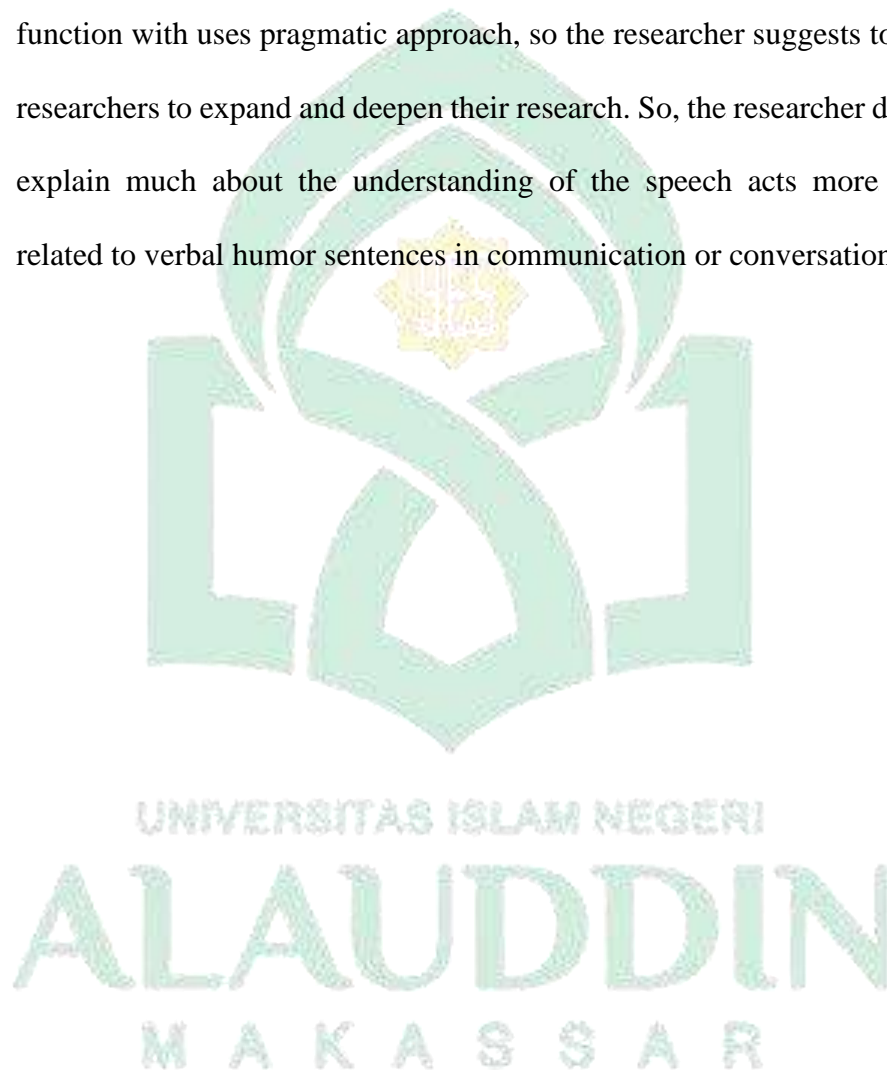 function with uses pragmatic approach, so the researcher suggests to
researchers to expand and deepen their research. So, the researcher d
explain much about the understanding of the speech acts more
related to verbal humor sentences in communication or conversation
UNIVERSITAS ISLAM NEGERI
ALAUDDIN
MAKASSAR